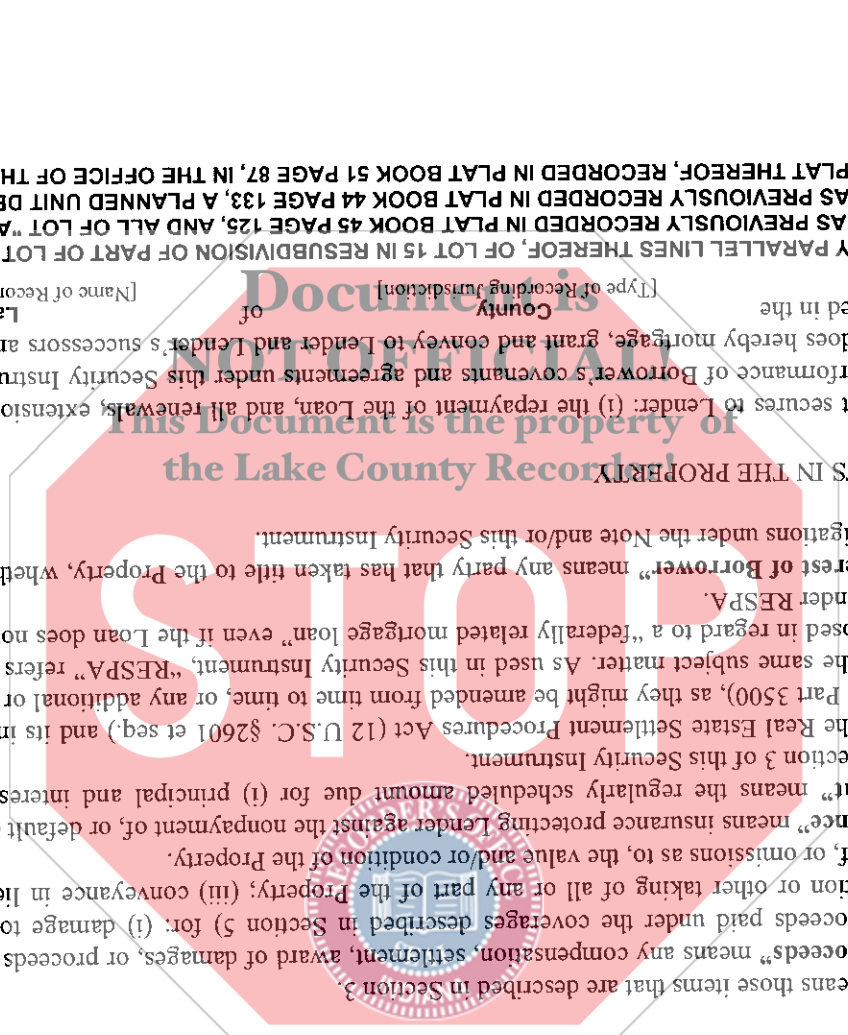 eans those items that are described in Section 3.
oceeds” means any compensation, settlement, award of damages, or proceeds
oceeds paid under the coverages described in Section 5) for: (i) damage to
tion or other taking of all or any part of the Property; (iii) conveyance in lie
f, or omissions as to, the value and/or condition of the Property.
nce” means insurance protecting Lender against the nonpayment of, or default
t” means the regularly scheduled amount due for (i) principal and interes
ection 3 of this Security Instrument.
he Real Estate Settlement Procedures Act (12 U.S.C. §2601 et seq.) and its i
Part 3500), as they might be amended from time to time, or any additional or
he same subject matter. As used in this Security Instrument, “RESPA” refers
osed in regard to a “federally related mortgage loan” even if the Loan does no
nder RESPA.
erest of Borrower” means any party that has taken title to the Property, wheth
igations under the Note and/or this Security Instrument.
S IN THE PROPERTY
t secures to Lender: (i) the repayment of the Loan, and all renewals, extensio
rformance of Borrower’s covenants and agreements under this Security Instru
does hereby mortgage, grant and convey to Lender and Lender’s successors an
ed in the County of La
[Type of Recording Jurisdiction] [Name of Recor
Y PARALLEL LINES THEREOF, OF LOT 15 IN RESUBDIVISION OF PART OF LOT
AS PREVIOUSLY RECORDED IN PLAT BOOK 45 PAGE 125, AND ALL OF LOT "A
AS PREVIOUSLY RECORDED IN PLAT BOOK 44 PAGE 133, A PLANNED UNIT DE
PLAT THEREOF, RECORDED IN PLAT BOOK 51 PAGE 87, IN THE OFFICE OF TH
Document is
NOT OFFICIAL!
This Document is the property of
the Lake County Recorder!
STOP